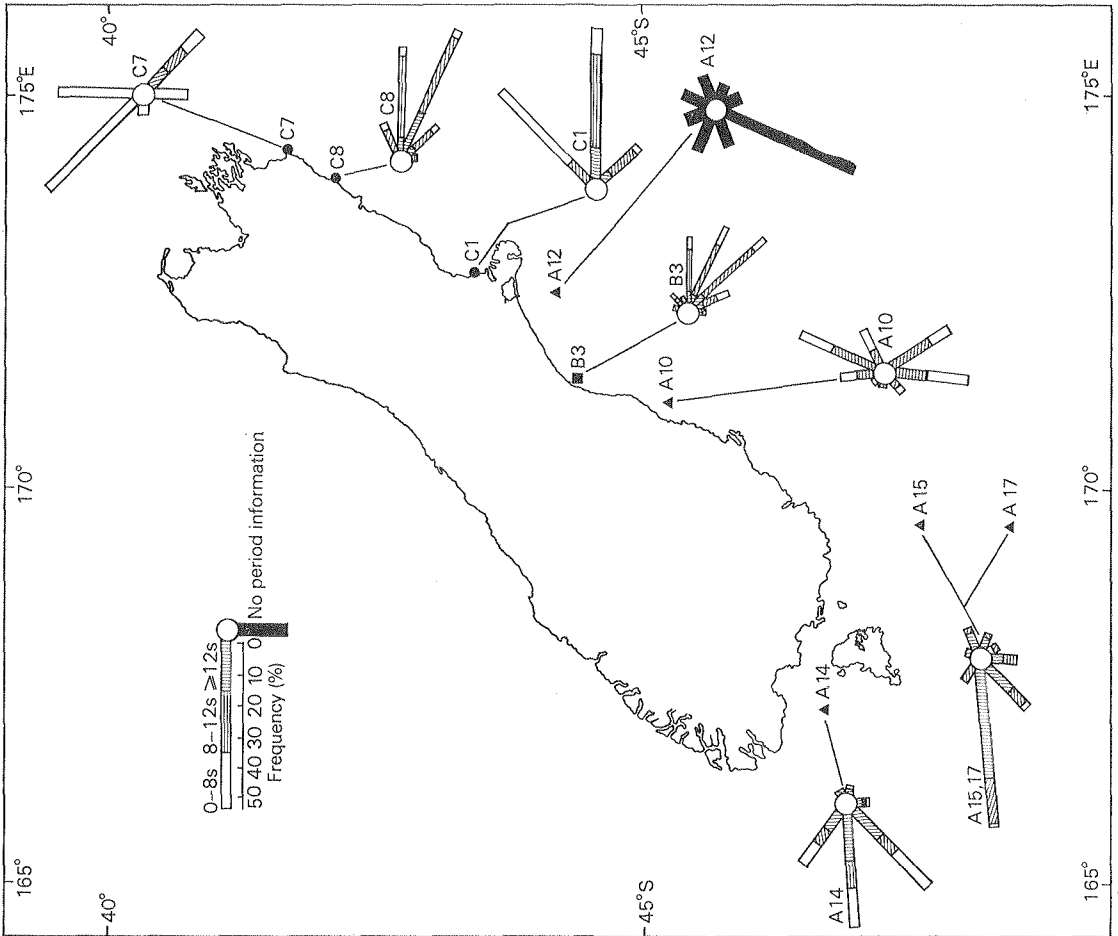 165°
170°
175°E
40°
40°
45°S
45°S
165°
170°
175°E
0–8s 8–12s >12s
50 40 30 20 10 0
Frequency (%)
No period information
C7
C7
C8
C8
C1
C1
A12
A12
B3
B3
A10
A10
A14
A14
A15
A17
A15,17